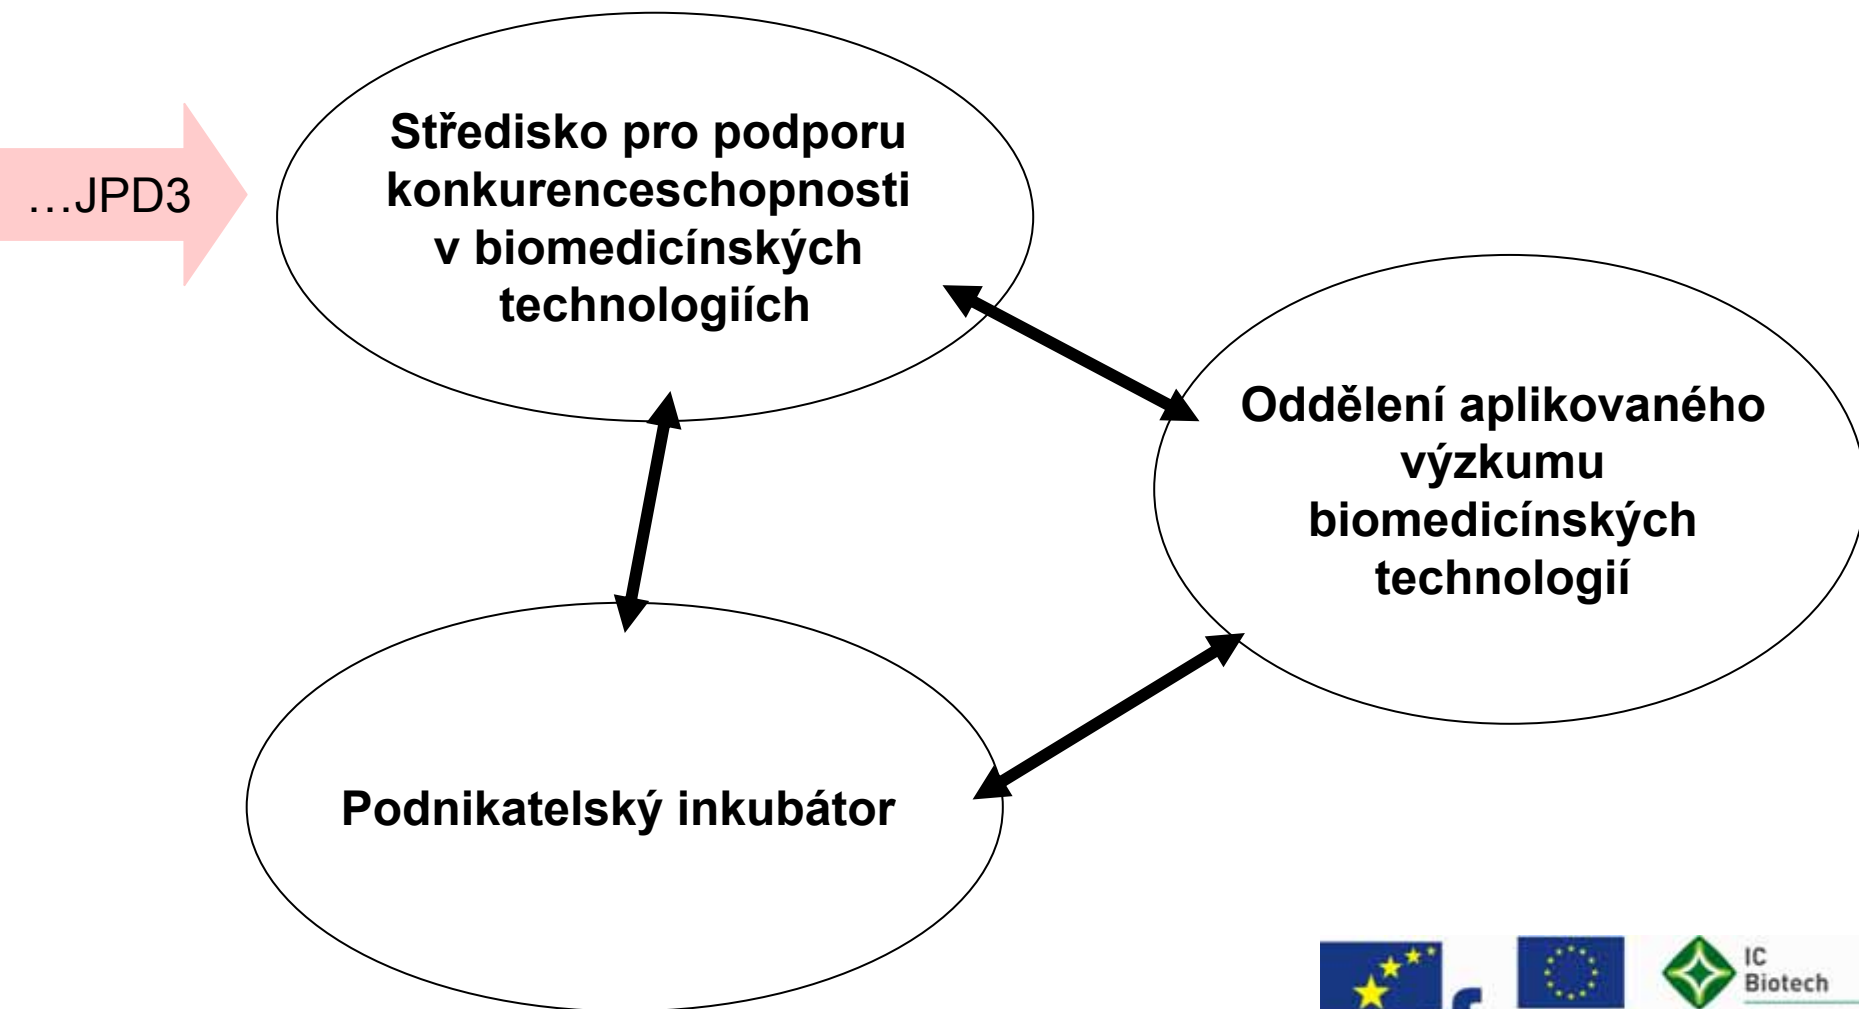 Středisko pro podporu
konkurenceschopnosti
v biomedicínských
technologiích
…JPD3
Oddělení aplikovaného
výzkumu
biomedicínských
technologií
Podnikatelský inkubátor
IC
Biotech